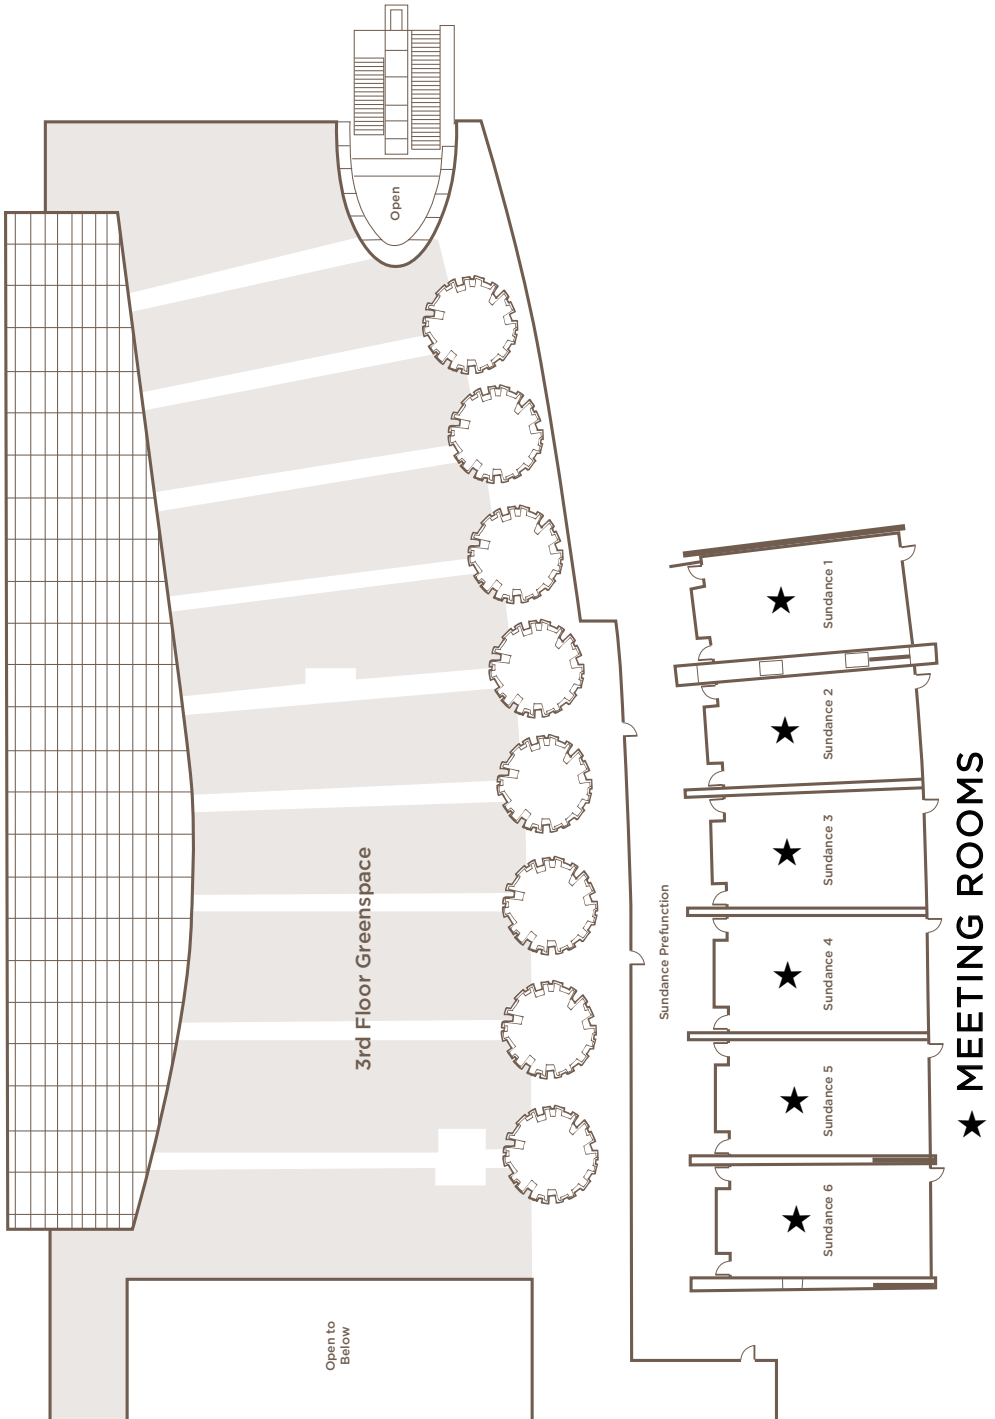 Open
3rd Floor Greenspace
Open to
Below
Sundance Prefunction
Sundance 1
Sundance 2
Sundance 3
Sundance 4
Sundance 5
Sundance 6
★ MEETING ROOMS